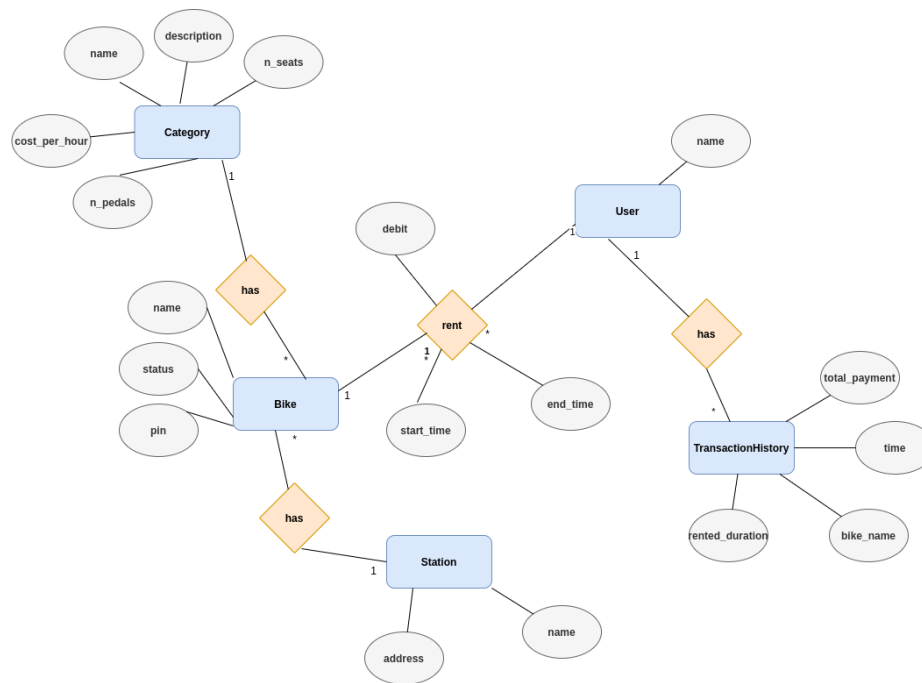 description
name
n_seats
Category
cost_per_hour
1
n_pedals
name
User
1
1
debit
has
name
rent
*
has
1
*
*
status
total_payment
Bike
1
end_time
pin
start_time
*
*
TransactionHistory
time
has
rented_duration
bike_name
Station
1
name
address